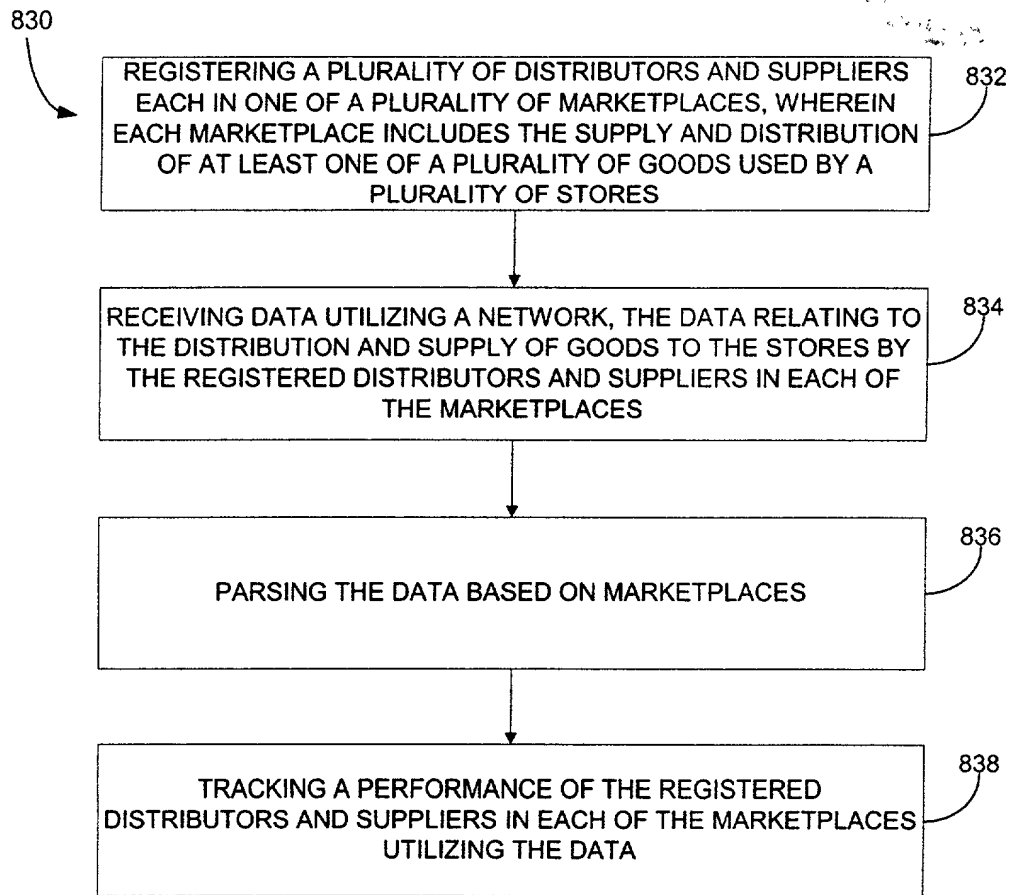 830
REGISTERING A PLURALITY OF DISTRIBUTORS AND SUPPLIERS
EACH IN ONE OF A PLURALITY OF MARKETPLACES, WHEREIN
EACH MARKETPLACE INCLUDES THE SUPPLY AND DISTRIBUTION
OF AT LEAST ONE OF A PLURALITY OF GOODS USED BY A
PLURALITY OF STORES
832
RECEIVING DATA UTILIZING A NETWORK, THE DATA RELATING TO
THE DISTRIBUTION AND SUPPLY OF GOODS TO THE STORES BY
THE REGISTERED DISTRIBUTORS AND SUPPLIERS IN EACH OF
THE MARKETPLACES
834
PARSING THE DATA BASED ON MARKETPLACES
836
TRACKING A PERFORMANCE OF THE REGISTERED
DISTRIBUTORS AND SUPPLIERS IN EACH OF THE MARKETPLACES
UTILIZING THE DATA
838